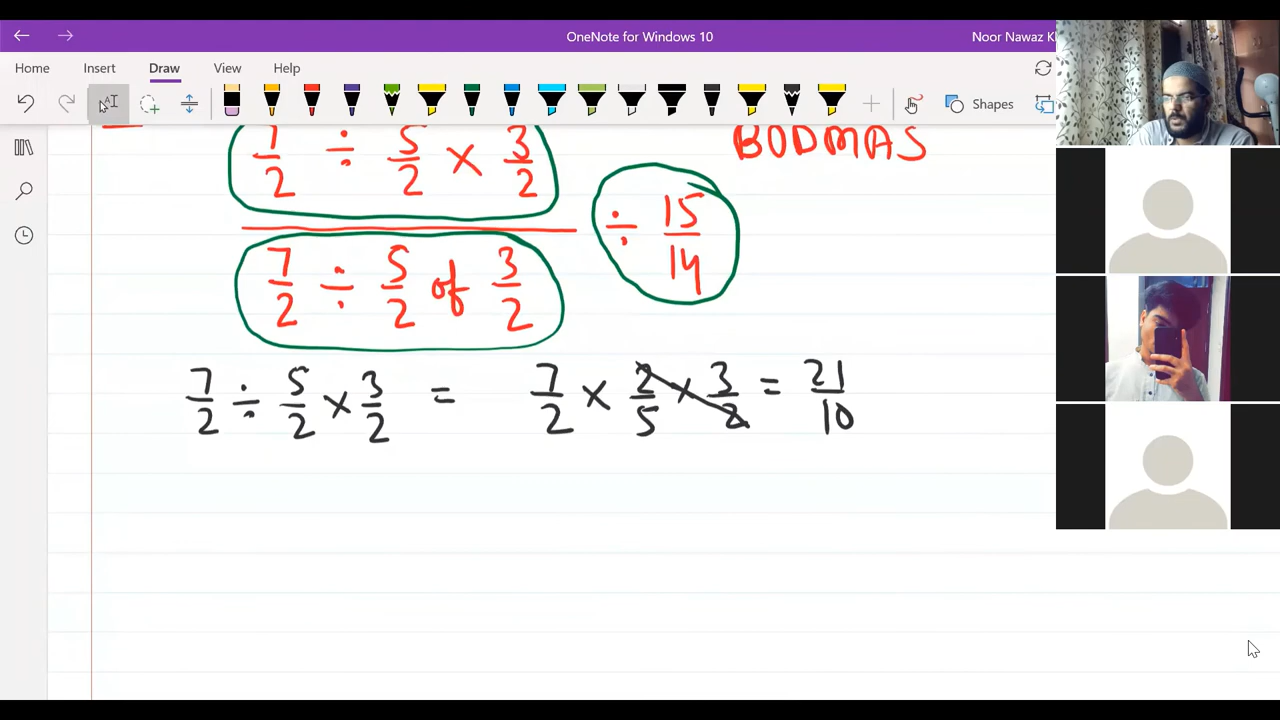 OneNote for Windows 10
Noor Nawaz K
Home Insert Draw View Help
Shapes
7/2 ÷ 5/2 × 3/2
BODMAS
÷ 15/14
7/2 ÷ 5/2 of 3/2
7/2 ÷ 5/2 × 3/2 = 7/2 × 2/5 × 3/2 = 21/10